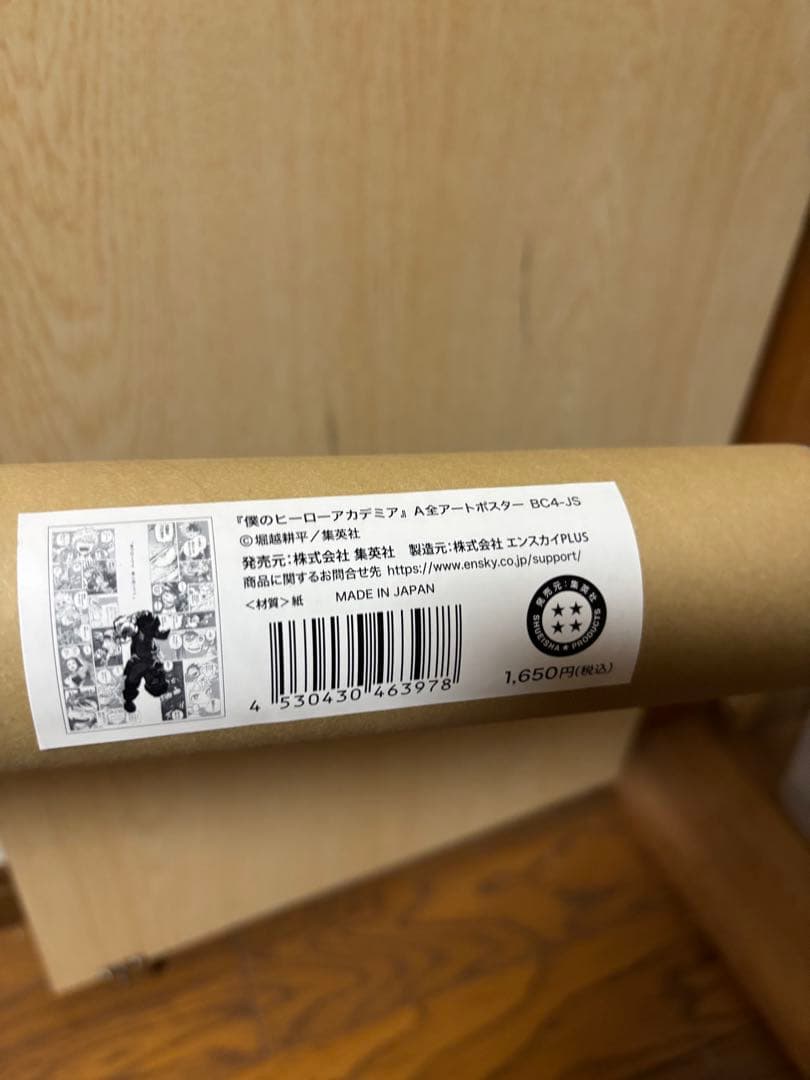 『僕のヒーローアカデミア』A全アートポスター BC4-JS
©堀越耕平／集英社
発売元：株式会社 集英社　製造元：株式会社 エンスカイPLUS
商品に関するお問合せ先 https://www.ensky.co.jp/support/
＜材質＞紙　MADE IN JAPAN
4 530430 463978
発売元：集英社
SHUEISHA ★ PRODUCTS
1,650円(税込)